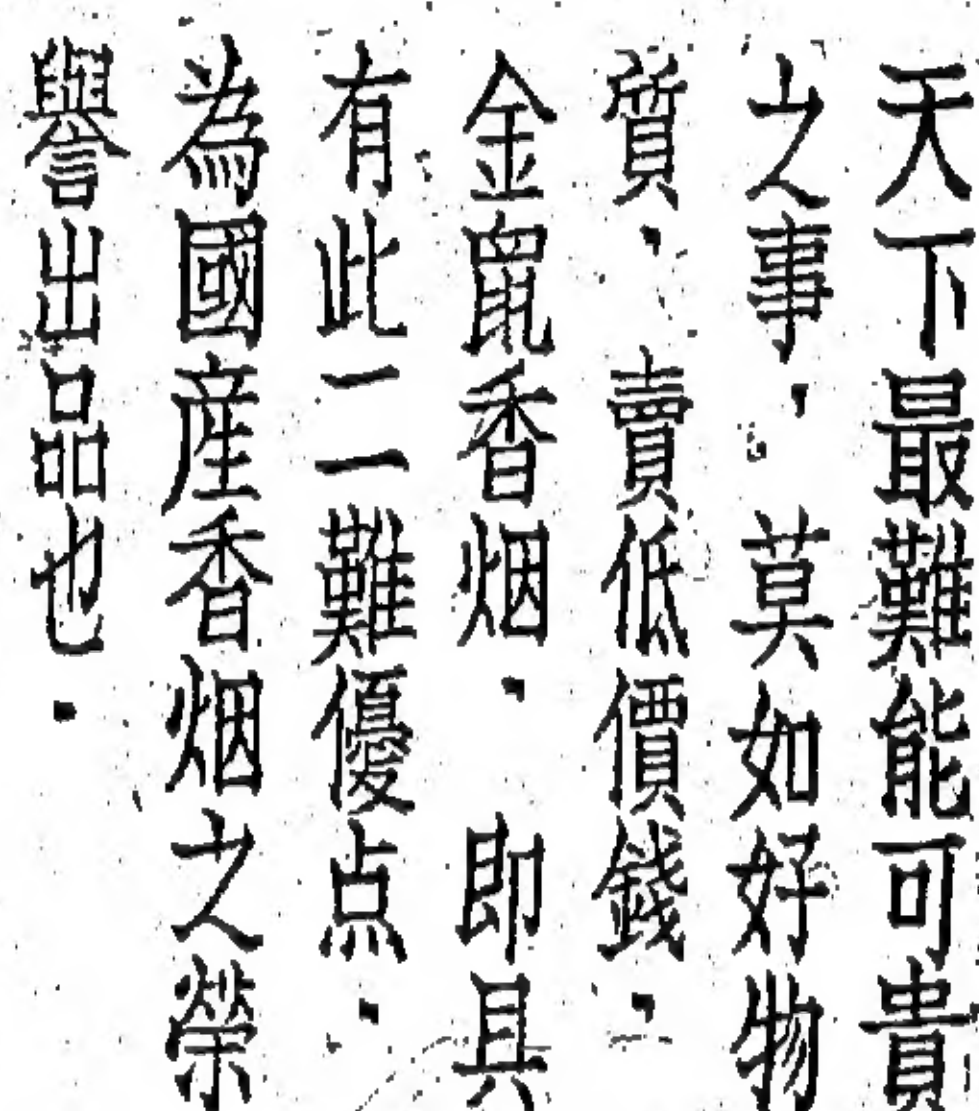 天下最難能可貴
之事，莫如好物
質、賣低價錢．
金鼠香烟．即具
有此二難優点．
為國產香烟之榮
譽出品也．